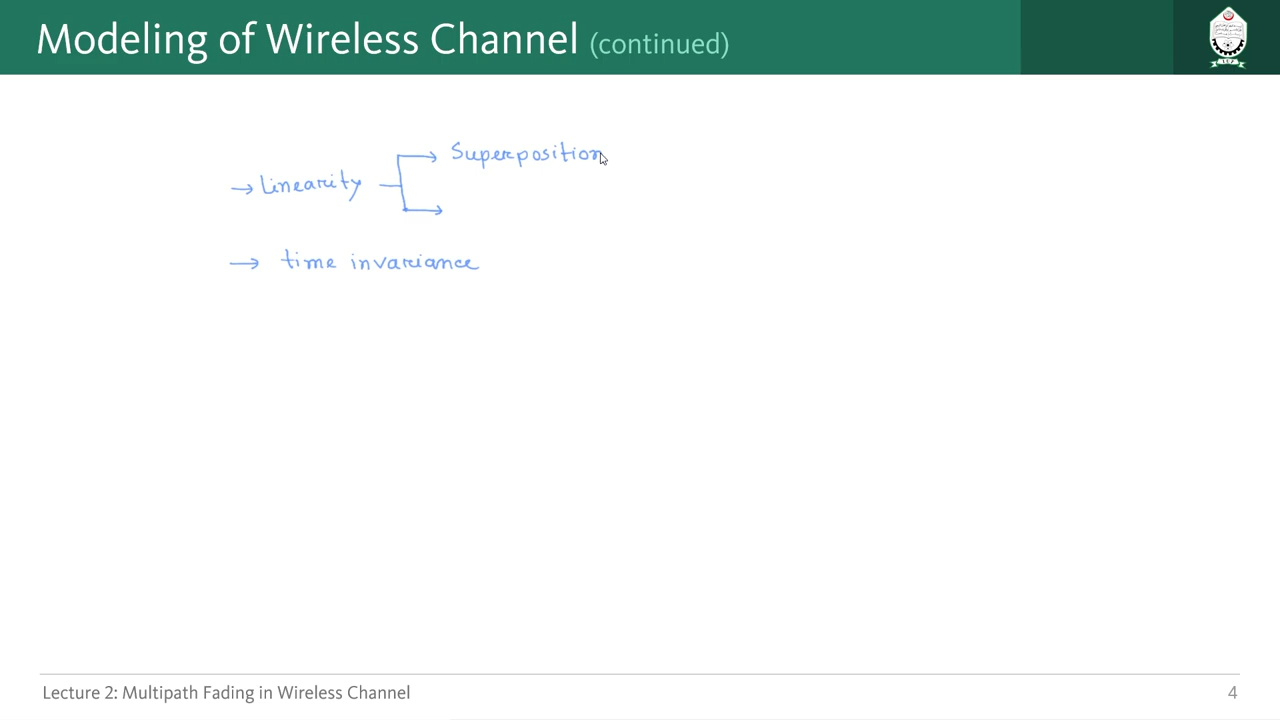 Modeling of Wireless Channel (continued)
→ Linearity
→ Superposition
→ time invariance
Lecture 2: Multipath Fading in Wireless Channel
4